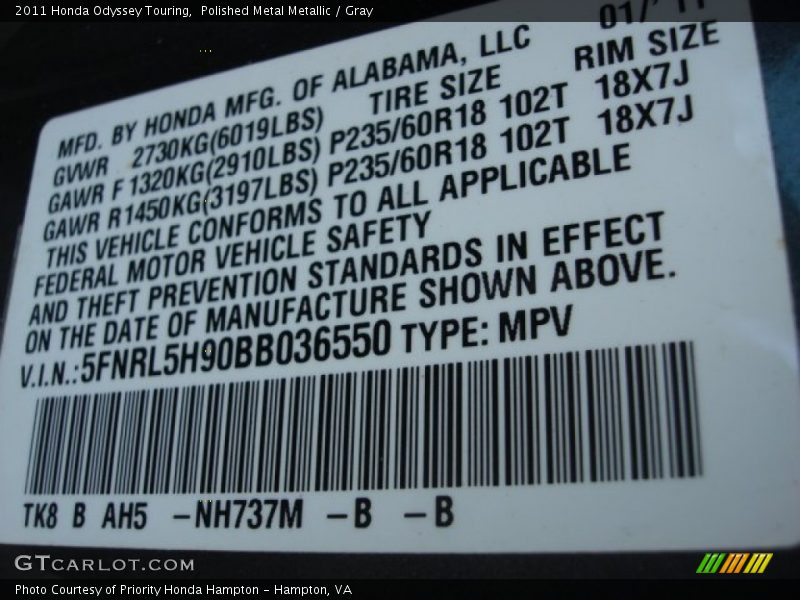 2011 Honda Odyssey Touring,  Polished Metal Metallic / Gray
01/ 11
MFD. BY HONDA MFG. OF ALABAMA, LLC
GVWR 2730KG(6019LBS) TIRE SIZE RIM SIZE
GAWR F 1320KG(2910LBS) P235/60R18 102T 18X7J
GAWR R 1450KG(3197LBS) P235/60R18 102T 18X7J
THIS VEHICLE CONFORMS TO ALL APPLICABLE
FEDERAL MOTOR VEHICLE SAFETY
AND THEFT PREVENTION STANDARDS IN EFFECT
ON THE DATE OF MANUFACTURE SHOWN ABOVE.
V.I.N.:5FNRL5H90BB036550 TYPE: MPV
TK8 B AH5 -NH737M -B -B
GTCARLOT.COM
Photo Courtesy of Priority Honda Hampton - Hampton, VA